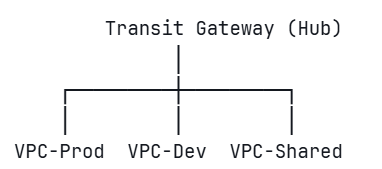 Transit Gateway (Hub)
VPC-Prod VPC-Dev VPC-Shared